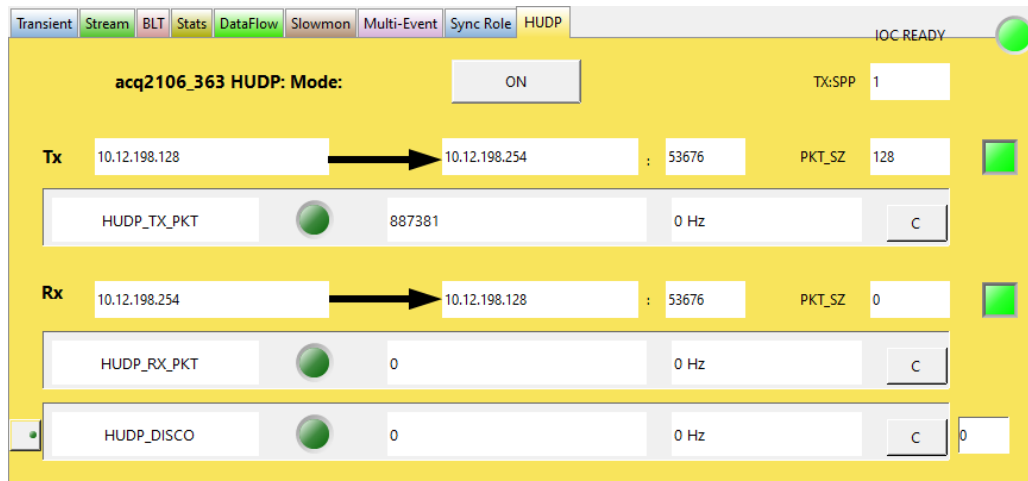 Transient Stream BLT Stats DataFlow Slowmon Multi-Event Sync Role HUDP
IOC READY
acq2106_363 HUDP: Mode: ON TX:SPP 1
Tx 10.12.198.128 10.12.198.254 : 53676 PKT_SZ 128
HUDP_TX_PKT 887381 0 Hz C
Rx 10.12.198.254 10.12.198.128 : 53676 PKT_SZ 0
HUDP_RX_PKT 0 0 Hz C
HUDP_DISCO 0 0 Hz C 0